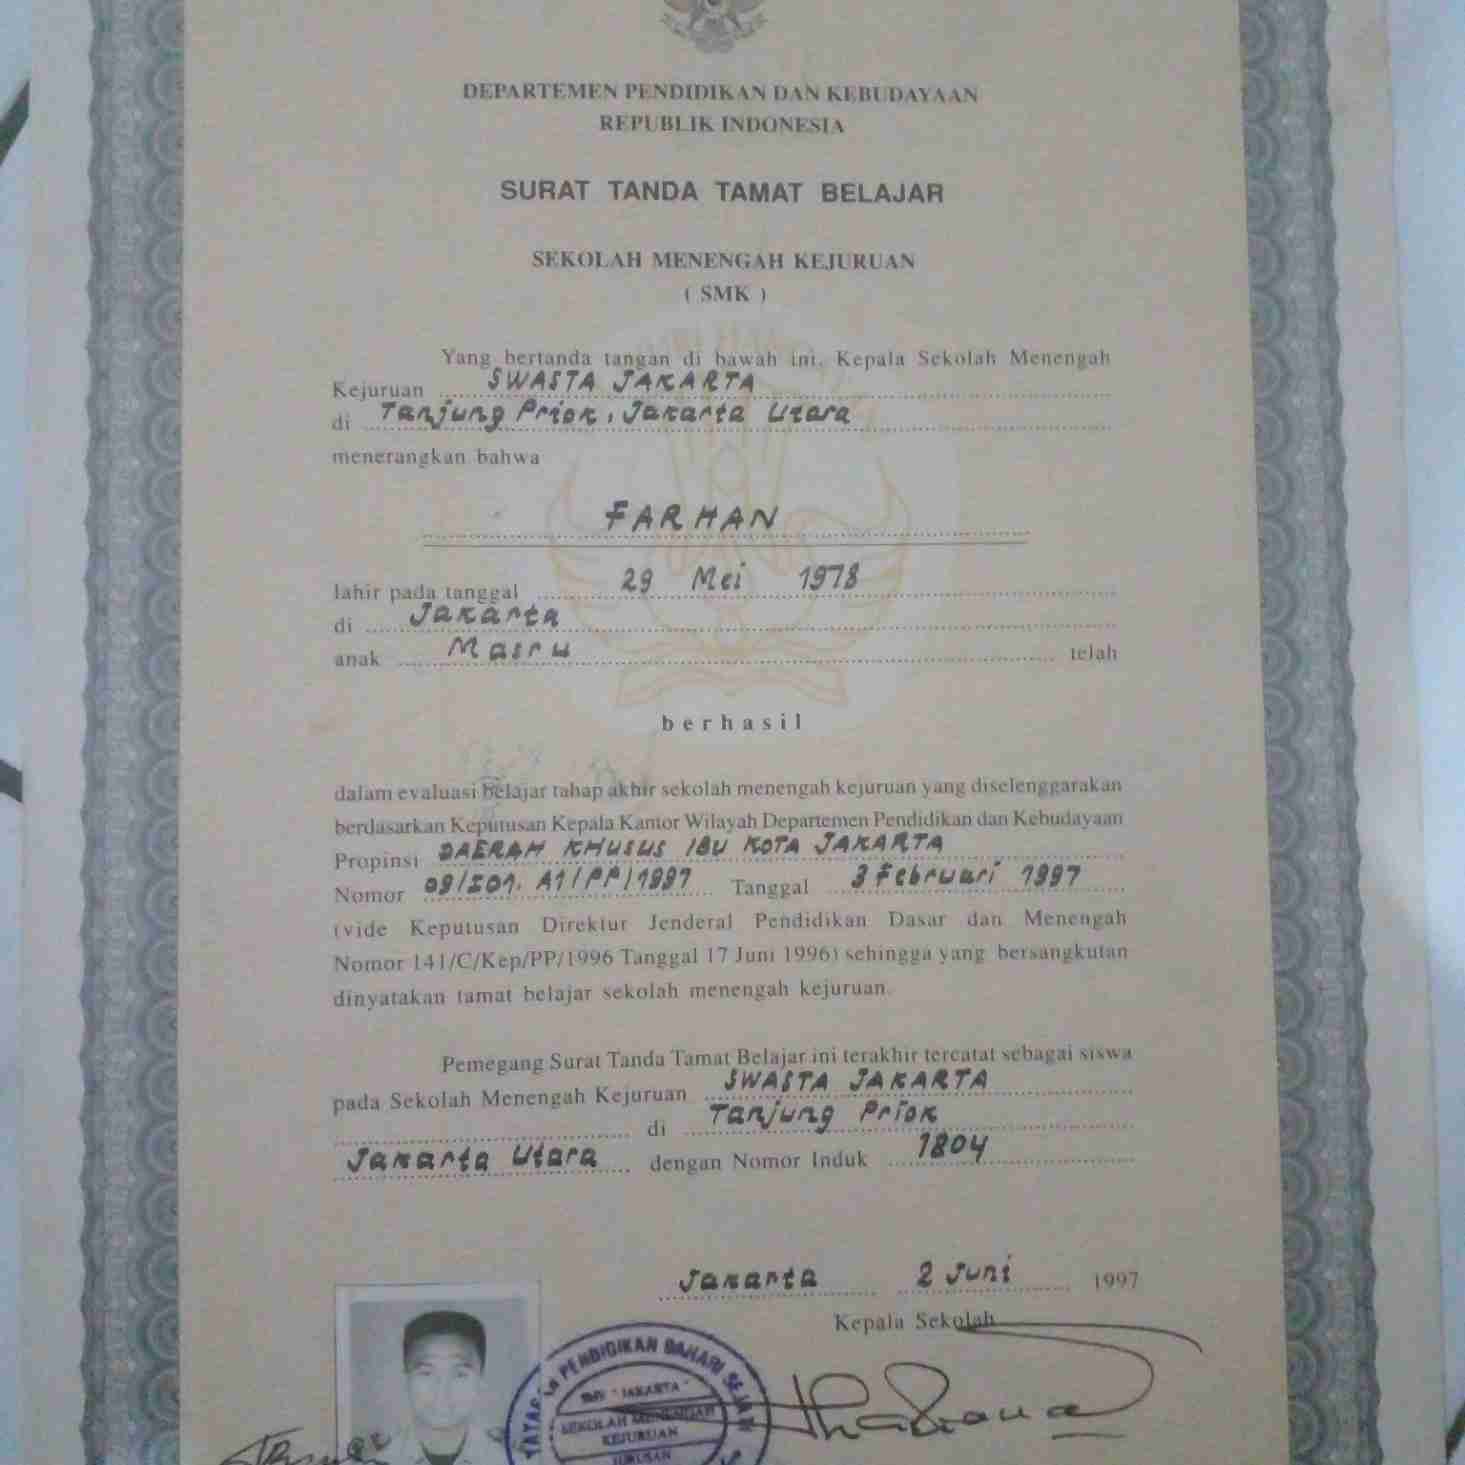 DEPARTEMEN PENDIDIKAN DAN KEBUDAYAAN
REPUBLIK INDONESIA
SURAT TANDA TAMAT BELAJAR
SEKOLAH MENENGAH KEJURUAN
( SMK )
Yang bertanda tangan di bawah ini, Kepala Sekolah Menengah
Kejuruan SWASTA JAKARTA
di Tanjung Priok, Jakarta Utara
menerangkan bahwa
FARHAN
lahir pada tanggal 29 Mei 1978
di Jakarta
anak Masru telah
berhasil
dalam evaluasi belajar tahap akhir sekolah menengah kejuruan yang diselenggarakan
berdasarkan Keputusan Kepala Kantor Wilayah Departemen Pendidikan dan Kebudayaan
Propinsi DAERAH KHUSUS IBU KOTA JAKARTA
Nomor 09/I01.A1/PP/1997 Tanggal 3 Februari 1997
(vide Keputusan Direktur Jenderal Pendidikan Dasar dan Menengah
Nomor 141/C/Kep/PP/1996 Tanggal 17 Juni 1996) sehingga yang bersangkutan
dinyatakan tamat belajar sekolah menengah kejuruan.
Pemegang Surat Tanda Tamat Belajar ini terakhir tercatat sebagai siswa
pada Sekolah Menengah Kejuruan SWASTA JAKARTA
di Tanjung Priok
Jakarta Utara dengan Nomor Induk 1804
Jakarta 2 Juni 1997
Kepala Sekolah
PENDIDIKAN BAHARI
SMK "JAKARTA"
SEKOLAH MENENGAH
KEJURUAN
JURUSAN